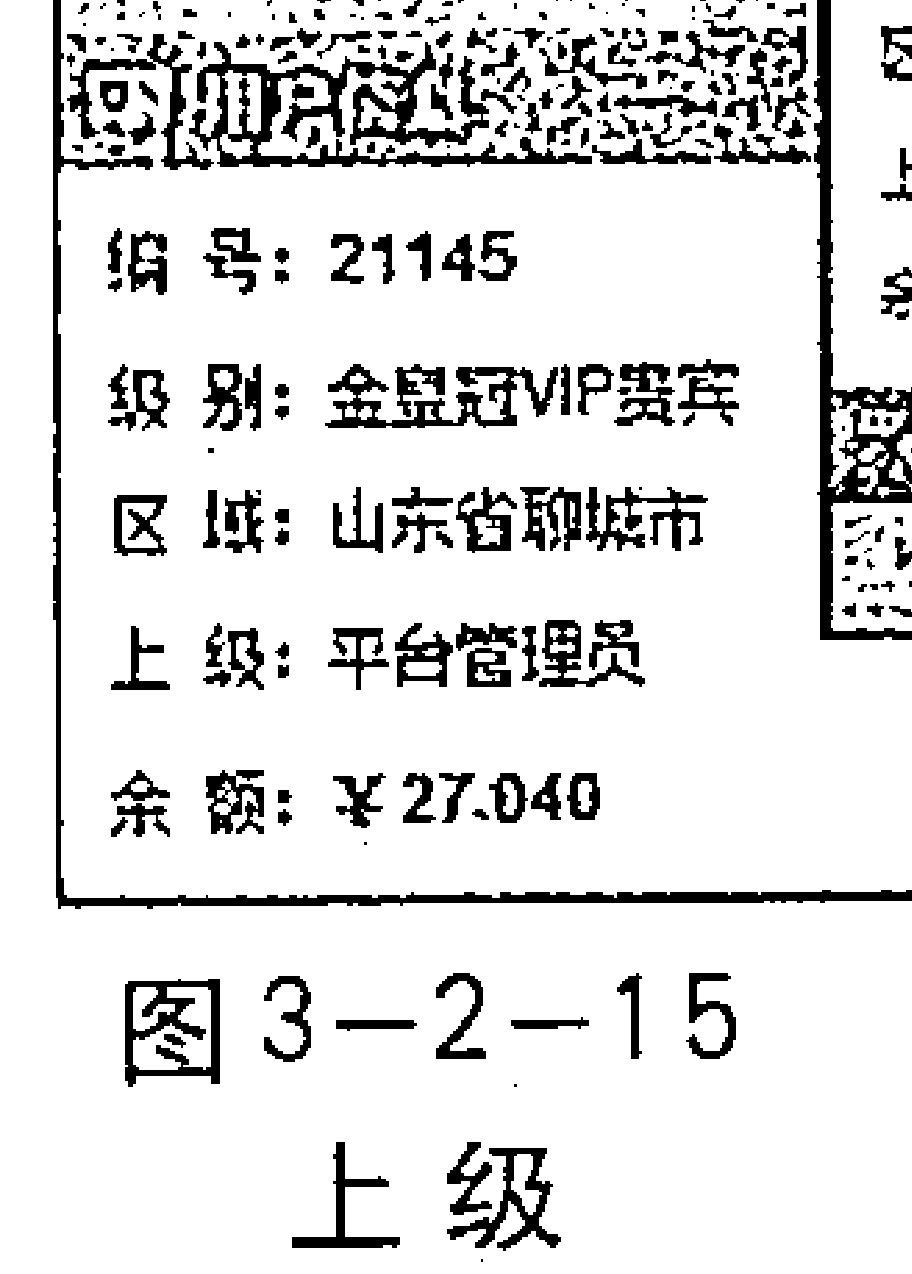 编 号: 21145
级 别: 金皇冠VIP贵宾
区 域: 山东省聊城市
上 级: 平台管理员
余 额: ¥27.040
图3-2-15
上级